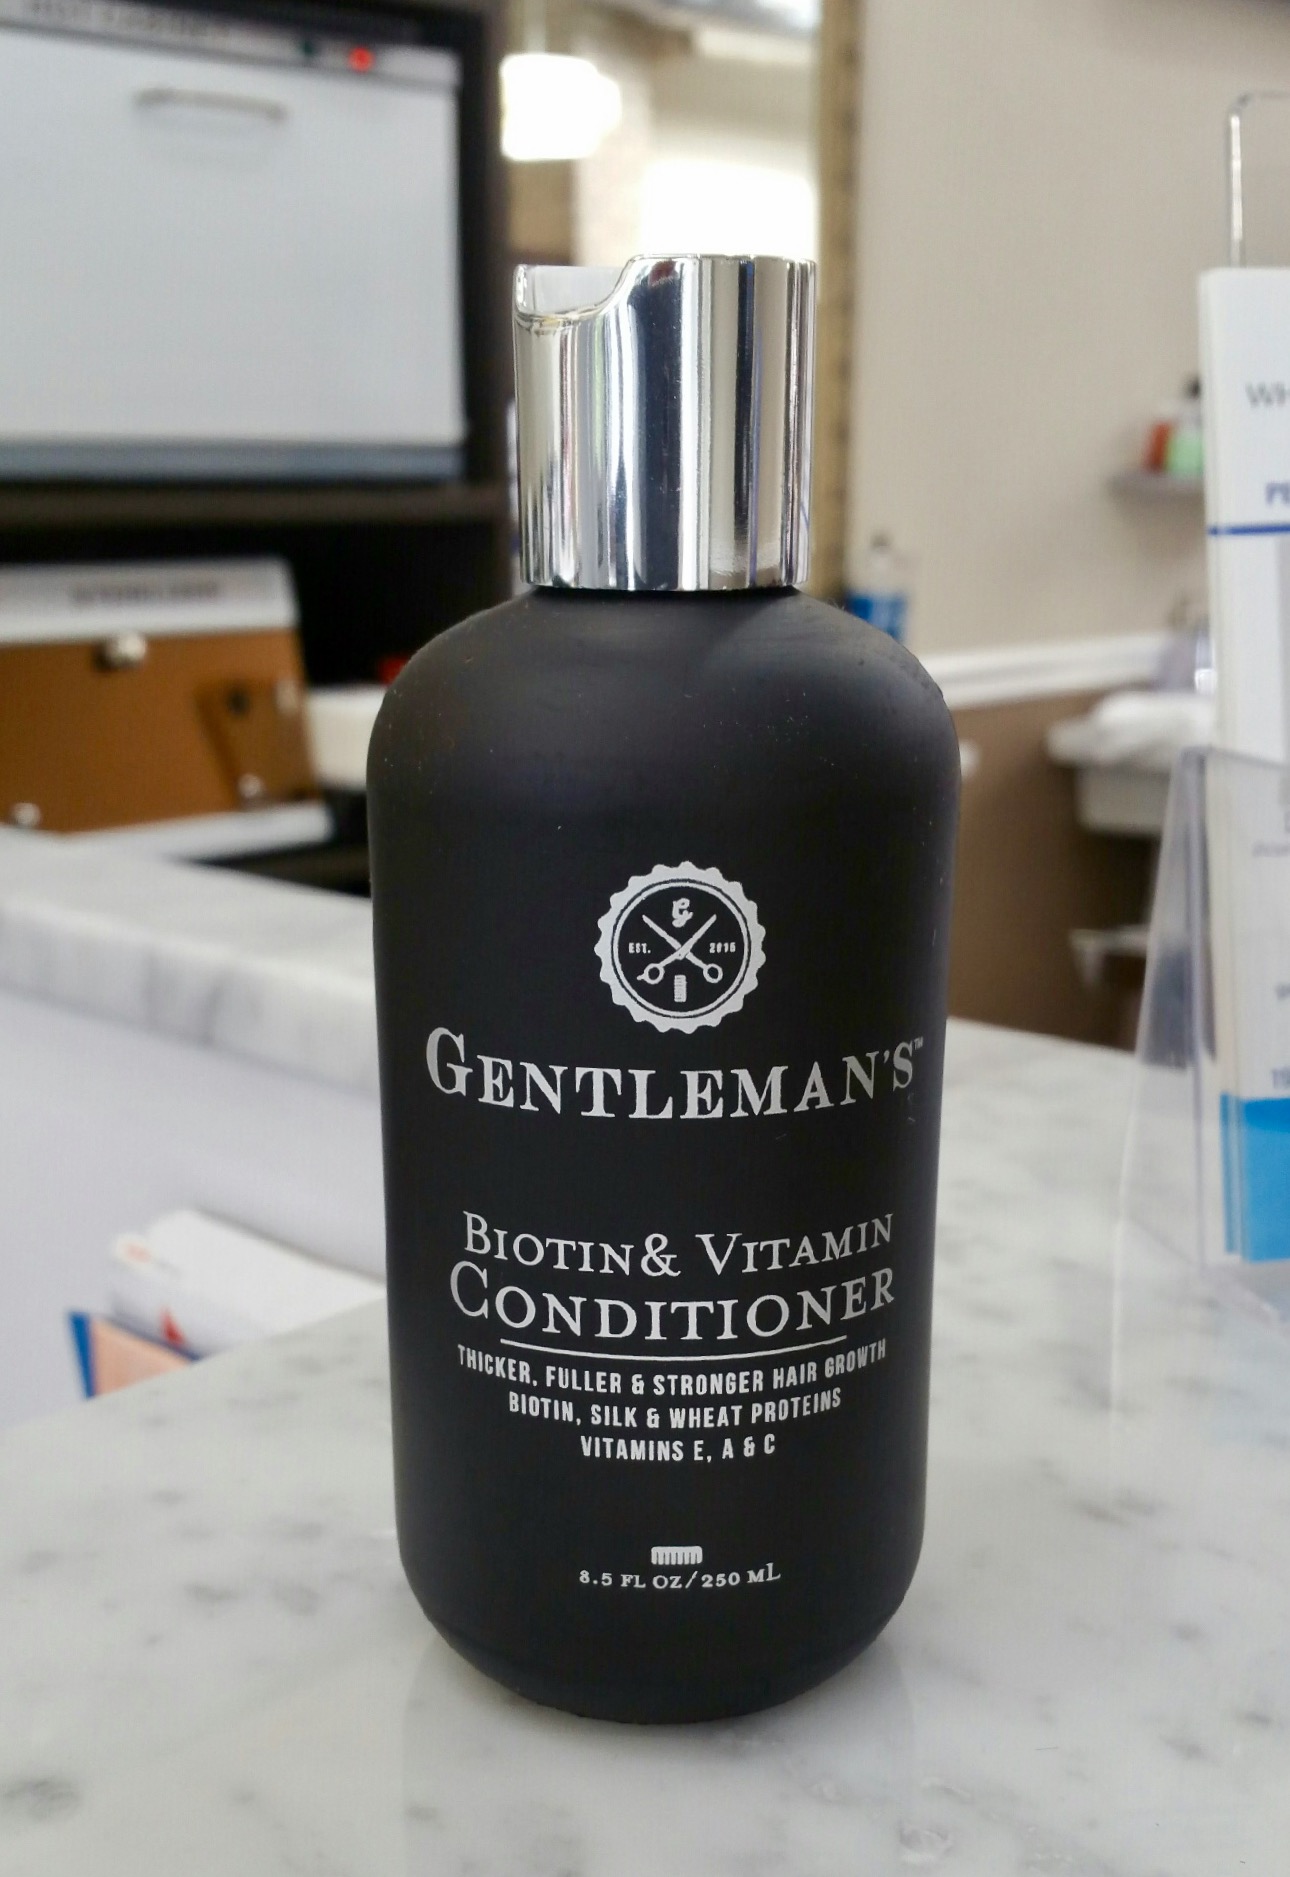 G
EST. 2016
GENTLEMAN'S™
BIOTIN & VITAMIN
CONDITIONER
THICKER, FULLER & STRONGER HAIR GROWTH
BIOTIN, SILK & WHEAT PROTEINS
VITAMINS E, A & C
8.5 FL OZ/250 ML